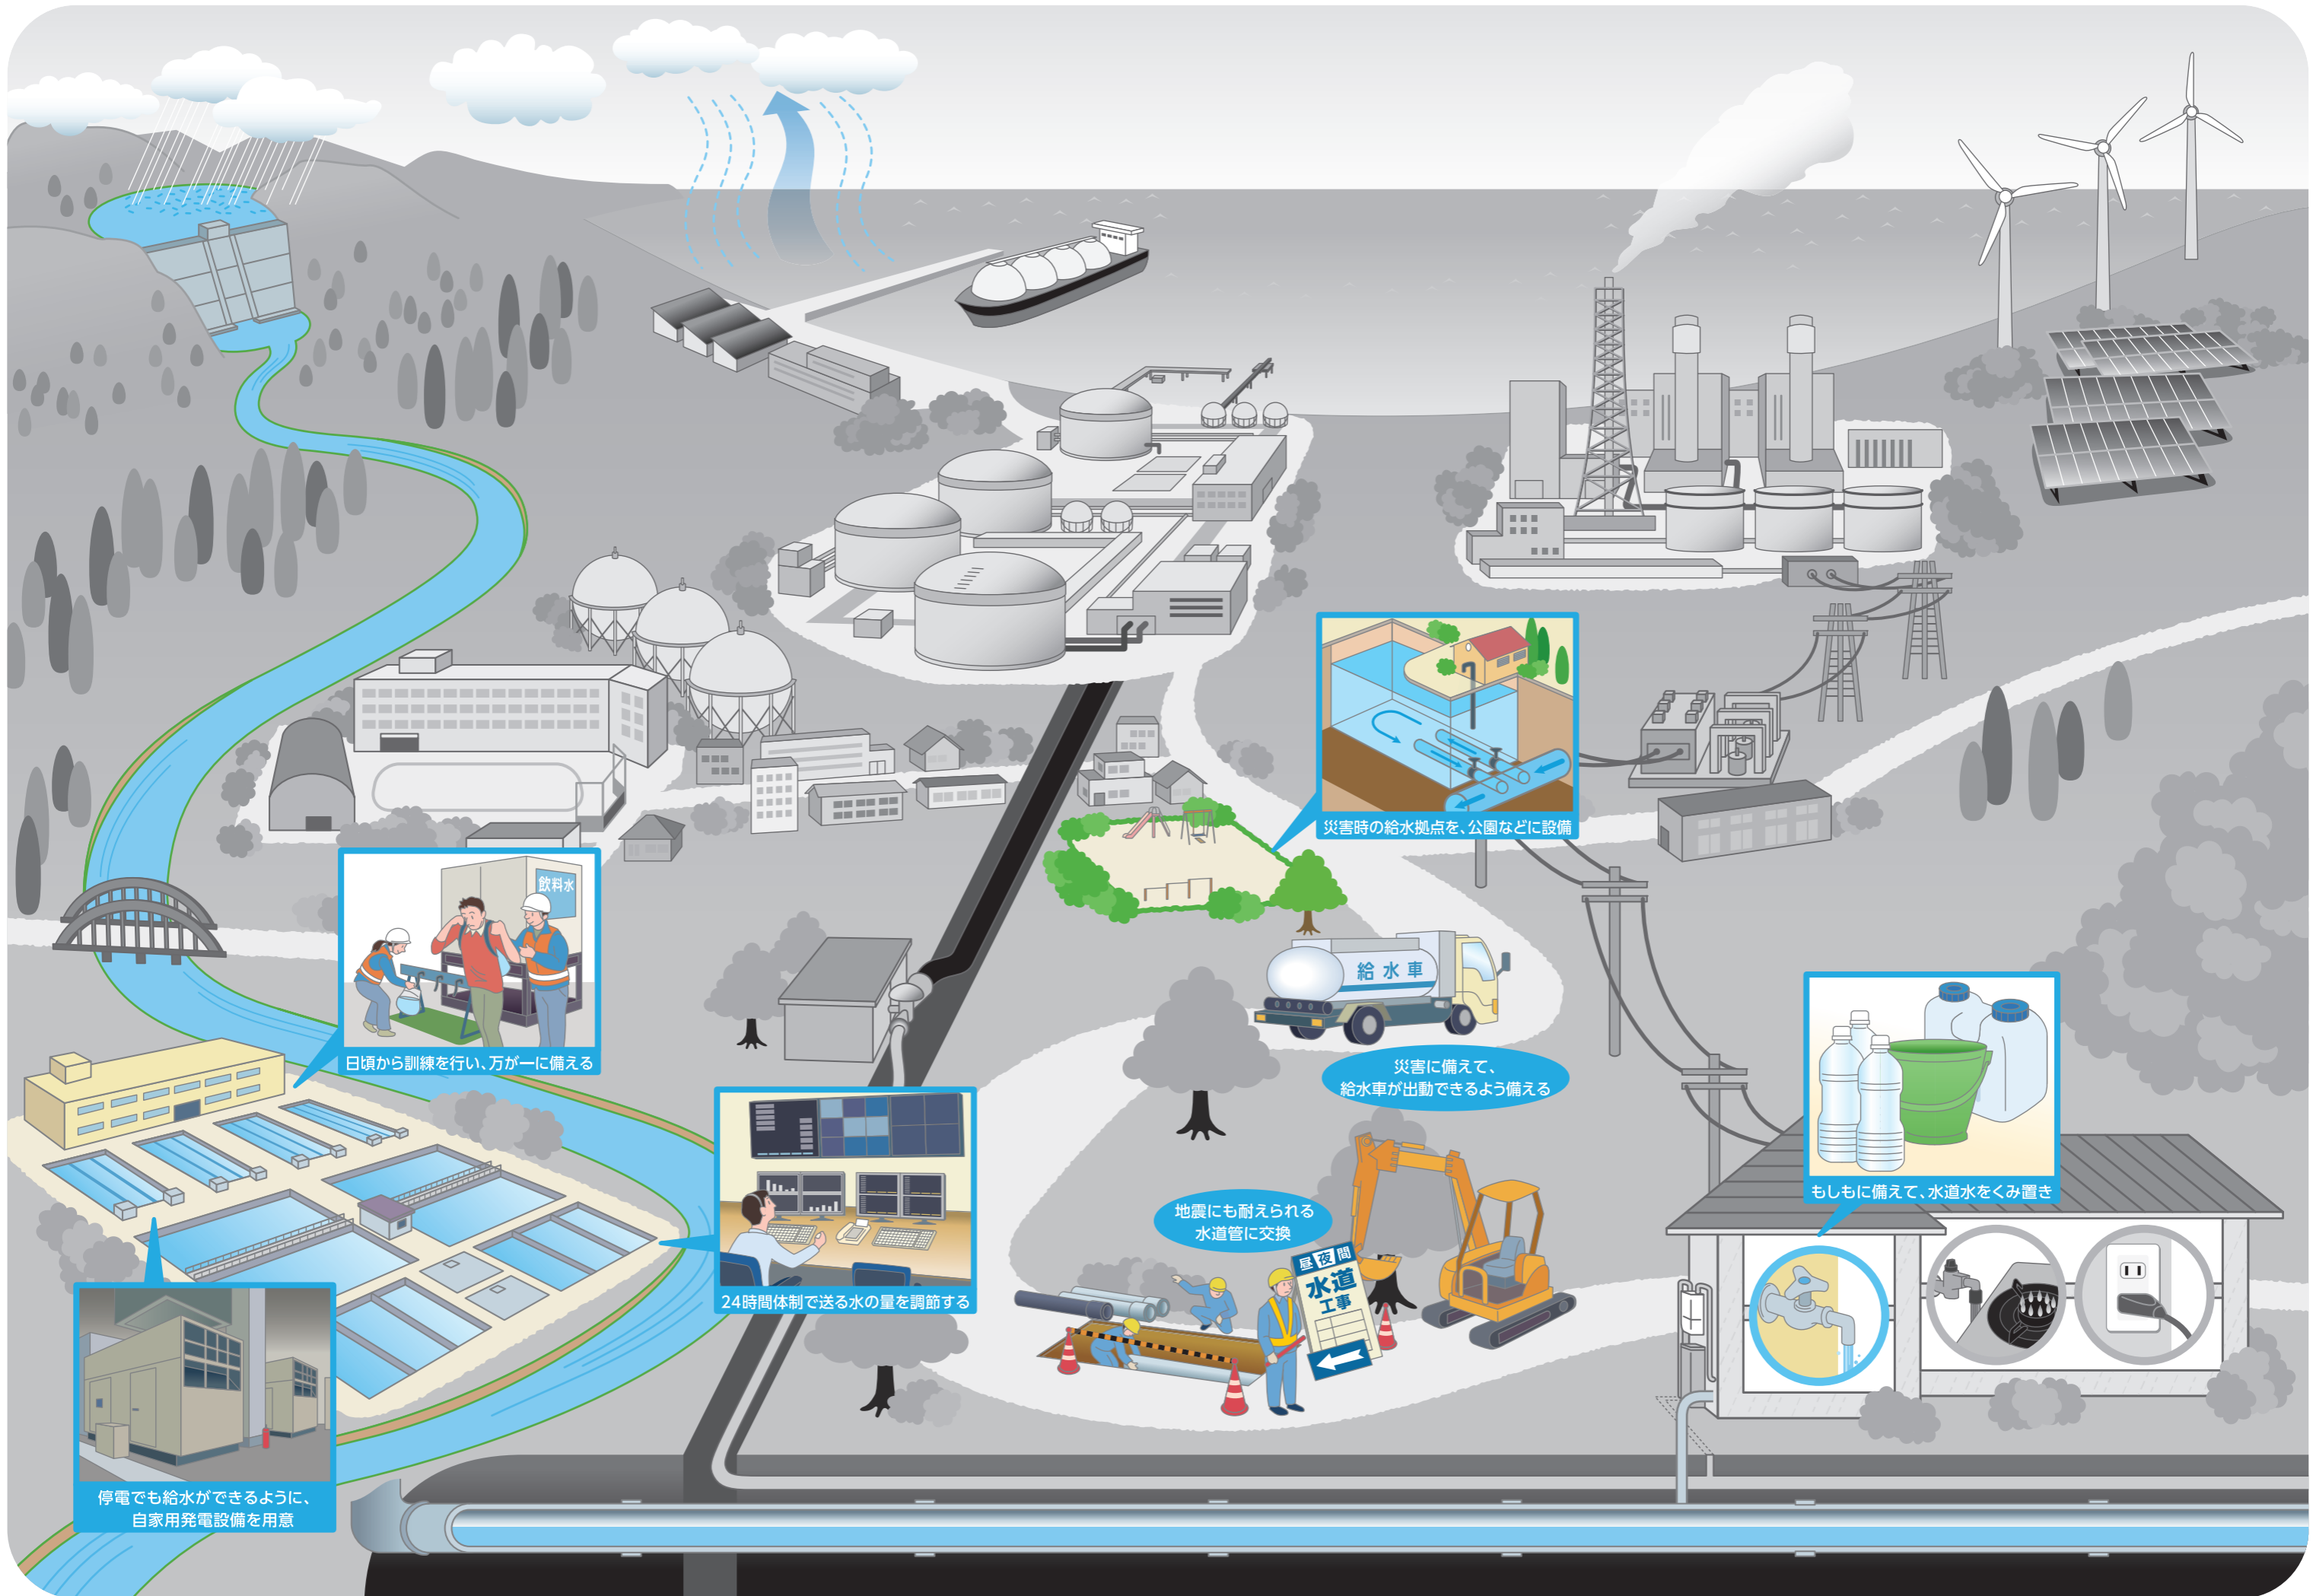 災害時の給水拠点を、公園などに設備
飲料水
日頃から訓練を行い、万が一に備える
給水車
災害に備えて、
給水車が出動できるよう備える
もしもに備えて、水道水をくみ置き
地震にも耐えられる
水道管に交換
昼夜間
水道
工事
24時間体制で送る水の量を調節する
停電でも給水ができるように、
自家用発電設備を用意